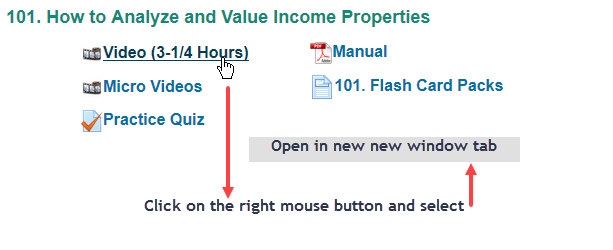 101. How to Analyze and Value Income Properties
Video (3-1/4 Hours)
Manual
Micro Videos
101. Flash Card Packs
Practice Quiz
Open in new new window tab
Click on the right mouse button and select